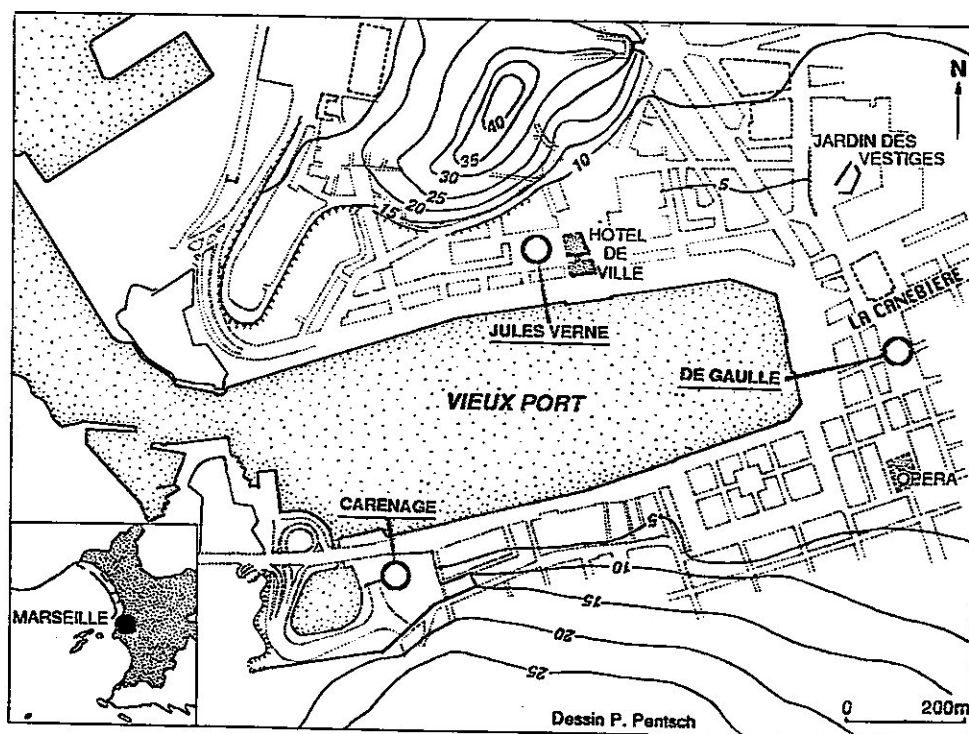 N
JARDIN DES
VESTIGES
40
35
30
25
20
15
10
5
HOTEL
DE
VILLE
LA CANEBIERE
JULES VERNE
DE GAULLE
VIEUX PORT
OPERA
CARENAGE
5
10
15
20
25
MARSEILLE
0 200m
Dessin P. Pentsch